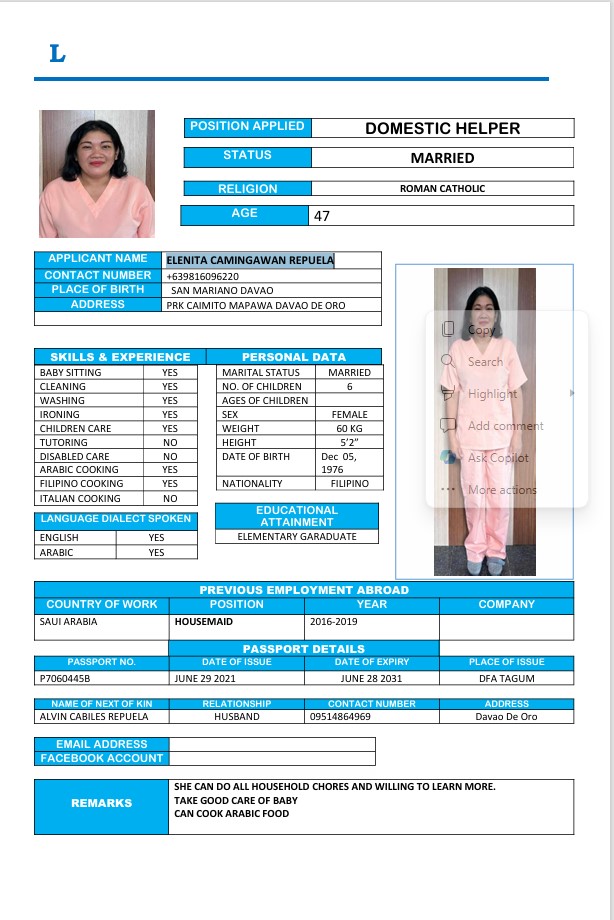 L
POSITION APPLIED DOMESTIC HELPER
STATUS MARRIED
RELIGION ROMAN CATHOLIC
AGE 47
APPLICANT NAME ELENITA CAMINGAWAN REPUELA
CONTACT NUMBER +639816096220
PLACE OF BIRTH SAN MARIANO DAVAO
ADDRESS PRK CAIMITO MAPAWA DAVAO DE ORO
Copy
Search
Highlight
Add comment
Ask Copilot
More actions
SKILLS & EXPERIENCE PERSONAL DATA
BABY SITTING YES MARITAL STATUS MARRIED
CLEANING YES NO. OF CHILDREN 6
WASHING YES AGES OF CHILDREN
IRONING YES SEX FEMALE
CHILDREN CARE YES WEIGHT 60 KG
TUTORING NO HEIGHT 5’2”
DISABLED CARE NO DATE OF BIRTH Dec 05,
ARABIC COOKING YES 1976
FILIPINO COOKING YES NATIONALITY FILIPINO
ITALIAN COOKING NO
LANGUAGE DIALECT SPOKEN
ENGLISH YES
ARABIC YES
EDUCATIONAL
ATTAINMENT
ELEMENTARY GARADUATE
PREVIOUS EMPLOYMENT ABROAD
COUNTRY OF WORK POSITION YEAR COMPANY
SAUI ARABIA HOUSEMAID 2016-2019
PASSPORT DETAILS
PASSPORT NO. DATE OF ISSUE DATE OF EXPIRY PLACE OF ISSUE
P7060445B JUNE 29 2021 JUNE 28 2031 DFA TAGUM
NAME OF NEXT OF KIN RELATIONSHIP CONTACT NUMBER ADDRESS
ALVIN CABILES REPUELA HUSBAND 09514864969 Davao De Oro
EMAIL ADDRESS
FACEBOOK ACCOUNT
REMARKS
SHE CAN DO ALL HOUSEHOLD CHORES AND WILLING TO LEARN MORE.
TAKE GOOD CARE OF BABY
CAN COOK ARABIC FOOD